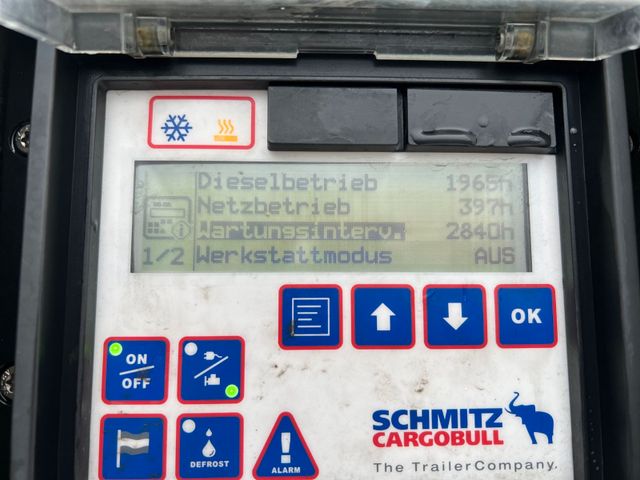 Dieselbetrieb 1965h
Netzbetrieb 397h
Wartungsinterv. 2840h
1/2 Werkstattmodus AUS
OK
ON
OFF
DEFROST
ALARM
SCHMITZ
CARGOBULL
The TrailerCompany.